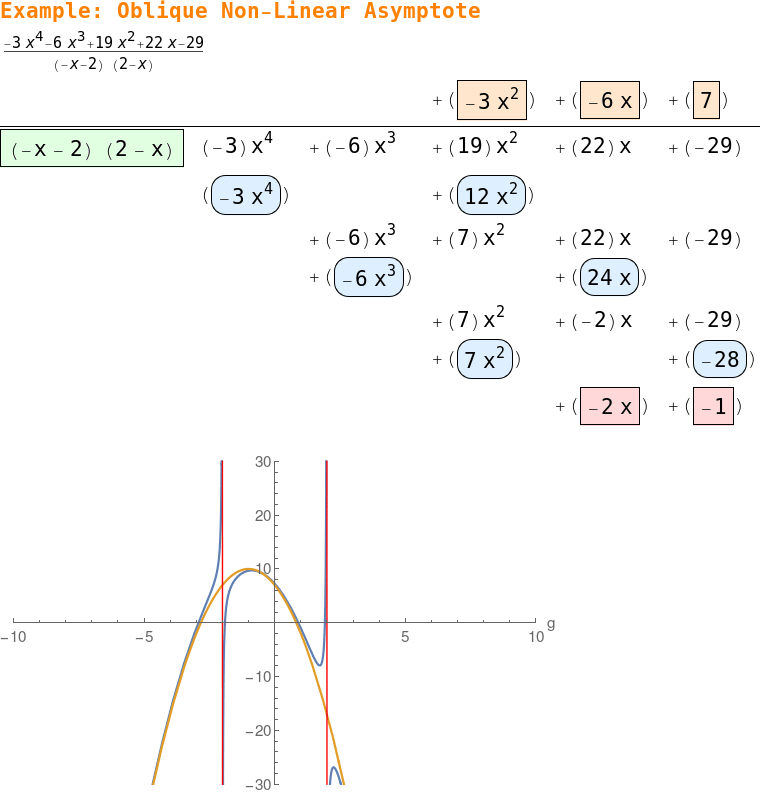 Example: Oblique Non-Linear Asymptote
-3 x^4-6 x^3+19 x^2+22 x-29
(-x-2) (2-x)
+ ( -3 x^2 ) + ( -6 x ) + ( 7 )
(-x - 2) (2 - x) (-3) x^4 + (-6) x^3 + (19) x^2 + (22) x + (-29)
( -3 x^4 ) + ( 12 x^2 )
+ (-6) x^3 + (7) x^2 + (22) x + (-29)
+ ( -6 x^3 ) + ( 24 x )
+ (7) x^2 + (-2) x + (-29)
+ ( 7 x^2 ) + ( -28 )
+ ( -2 x ) + ( -1 )
30
20
10
-10 -5 5 10 g
-10
-20
-30